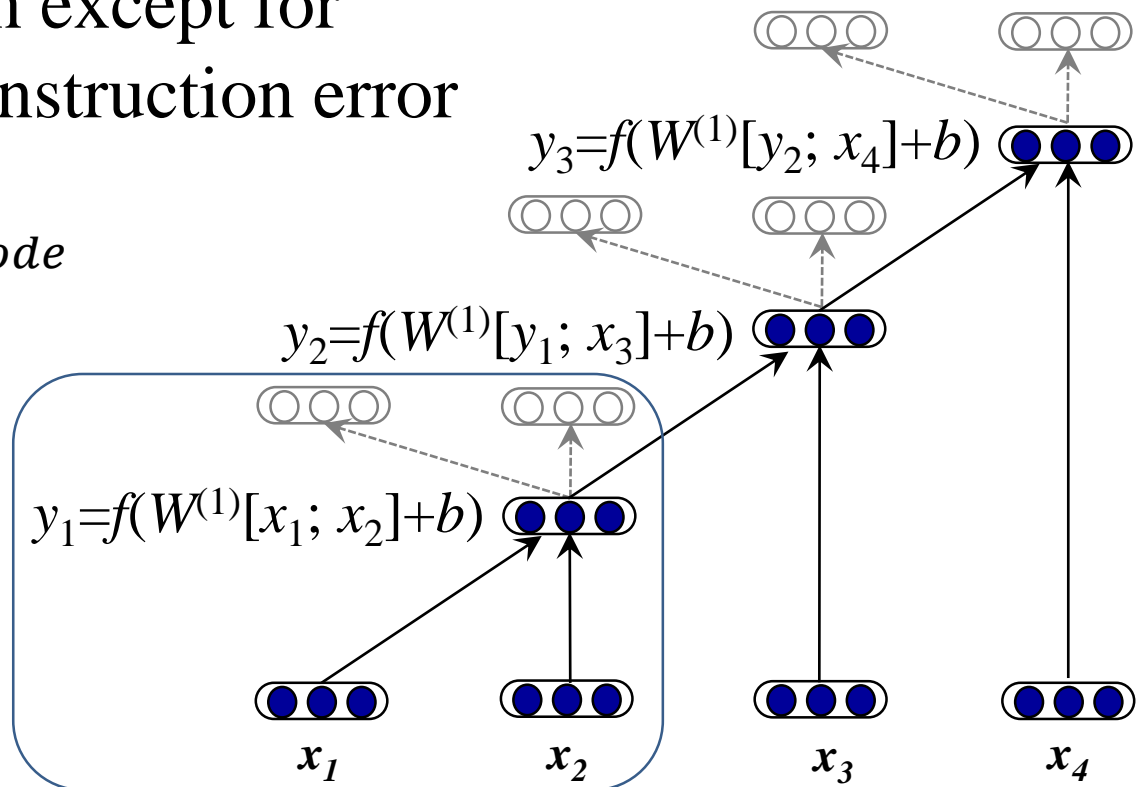 except for
nstruction error
y₃=f(W⁽¹⁾[y₂; x₄]+b)
ode
y₂=f(W⁽¹⁾[y₁; x₃]+b)
y₁=f(W⁽¹⁾[x₁; x₂]+b)
x₁ x₂ x₃ x₄